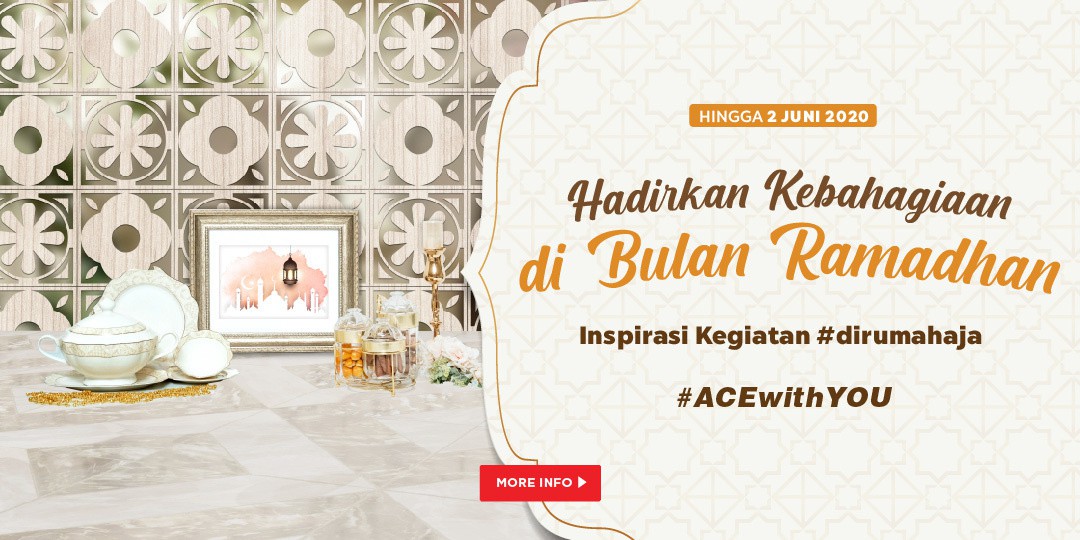 HINGGA 2 JUNI 2020
Hadirkan Kebahagiaan
di Bulan Ramadhan
Inspirasi Kegiatan #dirumahaja
#ACEwithYOU
MORE INFO